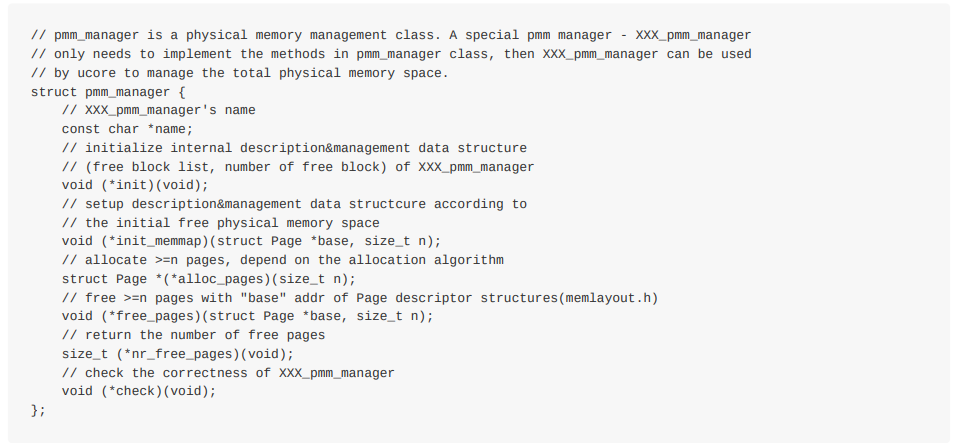 // pmm_manager is a physical memory management class. A special pmm manager - XXX_pmm_manager
// only needs to implement the methods in pmm_manager class, then XXX_pmm_manager can be used
// by ucore to manage the total physical memory space.
struct pmm_manager {
    // XXX_pmm_manager's name
    const char *name;
    // initialize internal description&management data structure
    // (free block list, number of free block) of XXX_pmm_manager
    void (*init)(void);
    // setup description&management data structcure according to
    // the initial free physical memory space
    void (*init_memmap)(struct Page *base, size_t n);
    // allocate >=n pages, depend on the allocation algorithm
    struct Page *(*alloc_pages)(size_t n);
    // free >=n pages with "base" addr of Page descriptor structures(memlayout.h)
    void (*free_pages)(struct Page *base, size_t n);
    // return the number of free pages
    size_t (*nr_free_pages)(void);
    // check the correctness of XXX_pmm_manager
    void (*check)(void);
};